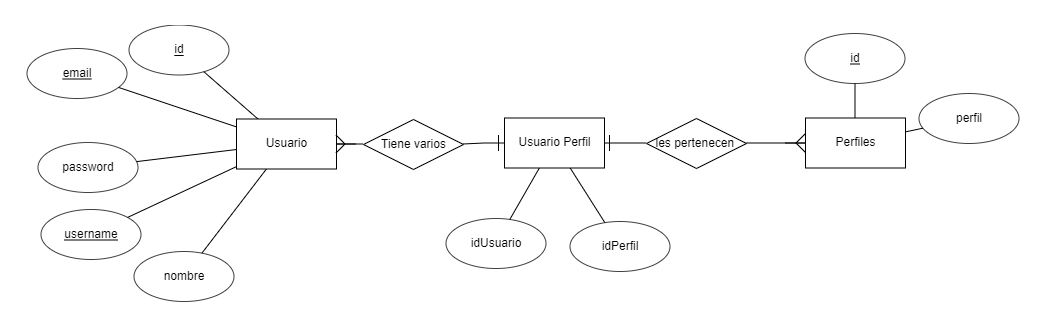 id
email
id
perfil
Usuario
Tiene varios
Usuario Perfil
les pertenecen
Perfiles
password
username
idUsuario
idPerfil
nombre